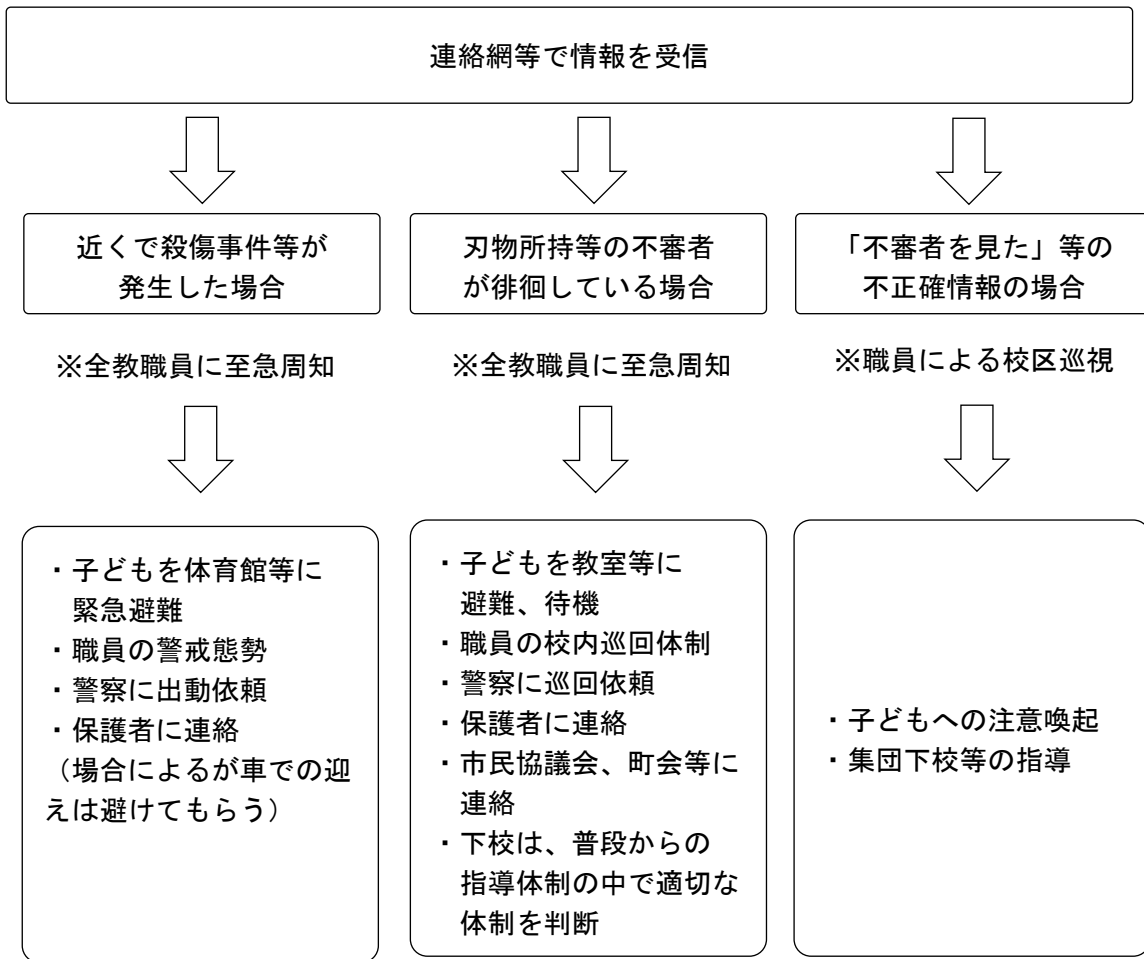 連絡網等で情報を受信
近くで殺傷事件等が
発生した場合
※全教職員に至急周知
・子どもを体育館等に
緊急避難
・職員の警戒態勢
・警察に出動依頼
・保護者に連絡
（場合によるが車での迎
えは避けてもらう）
刃物所持等の不審者
が徘徊している場合
※全教職員に至急周知
・子どもを教室等に
避難、待機
・職員の校内巡回体制
・警察に巡回依頼
・保護者に連絡
・市民協議会、町会等に
連絡
・下校は、普段からの
指導体制の中で適切な
体制を判断
「不審者を見た」等の
不正確情報の場合
※職員による校区巡視
・子どもへの注意喚起
・集団下校等の指導